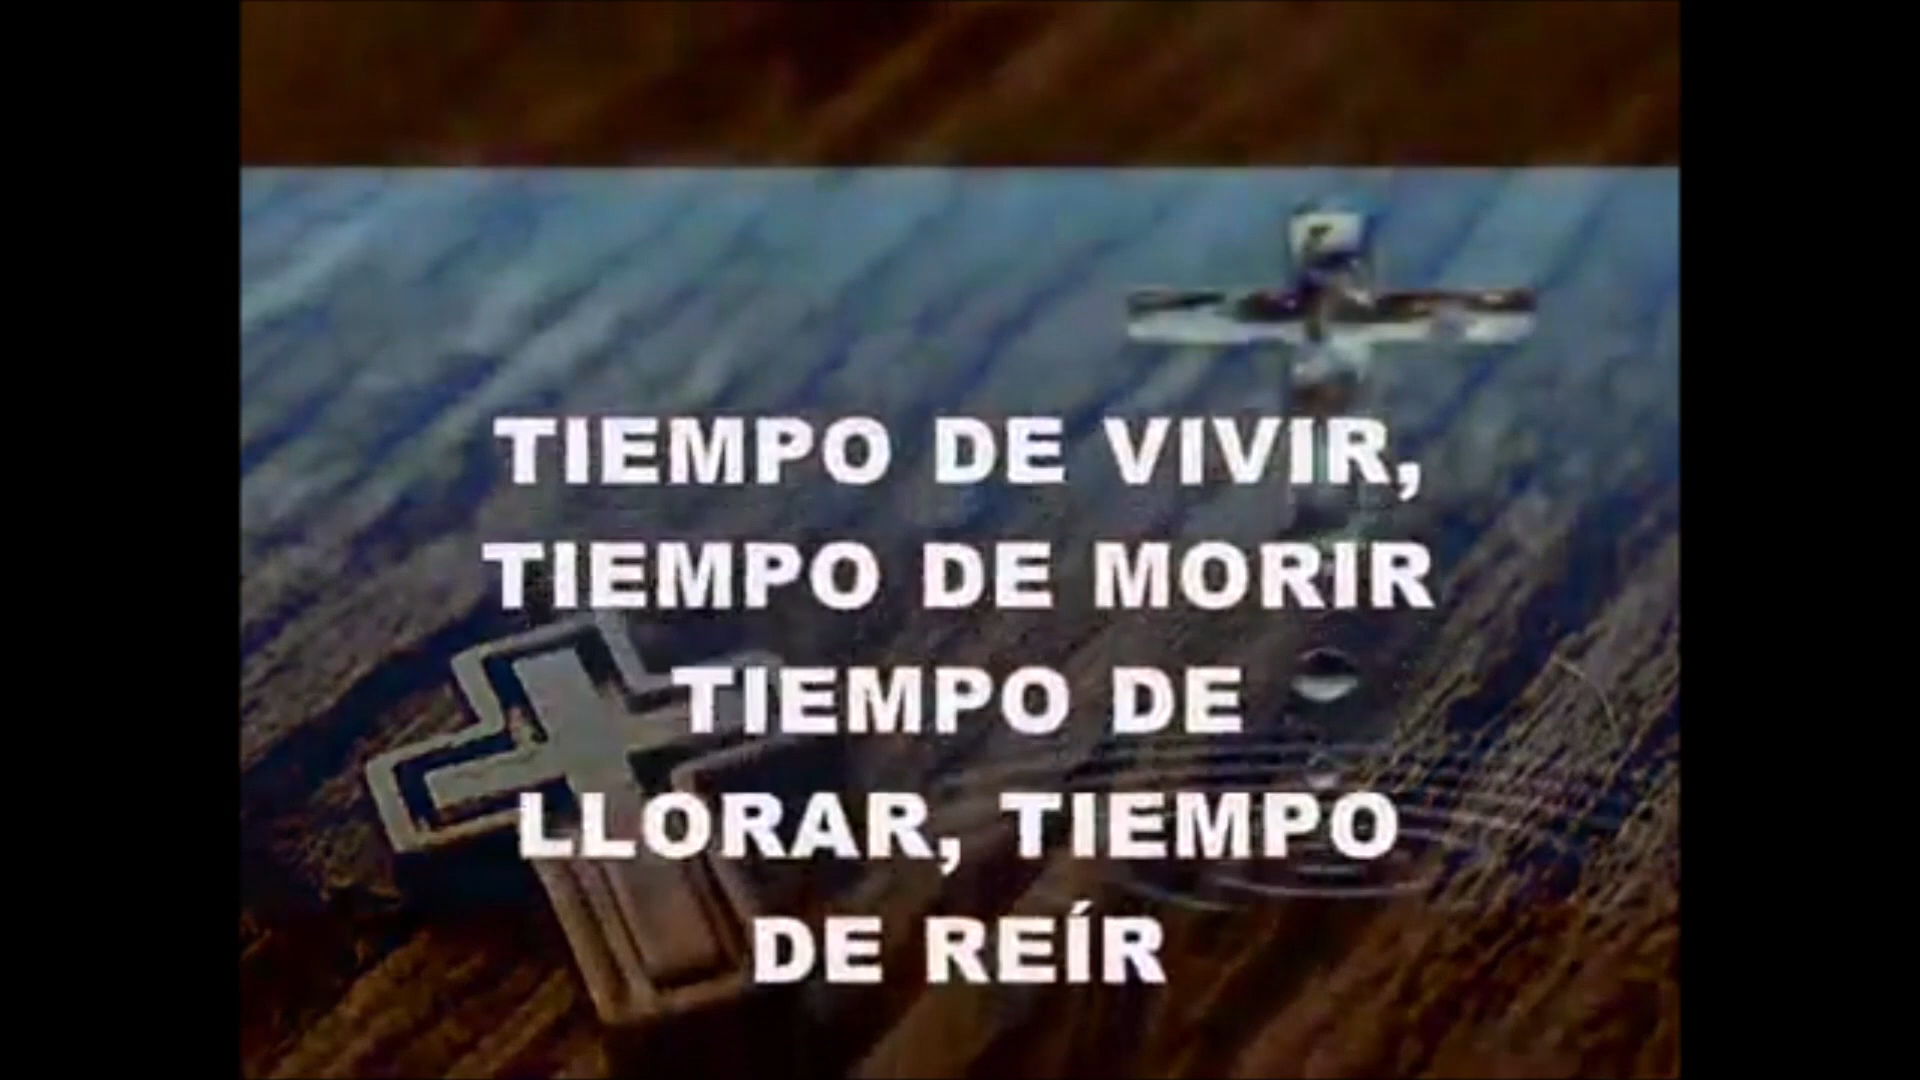 TIEMPO DE VIVIR,
TIEMPO DE MORIR
TIEMPO DE
LLORAR, TIEMPO
DE REÍR